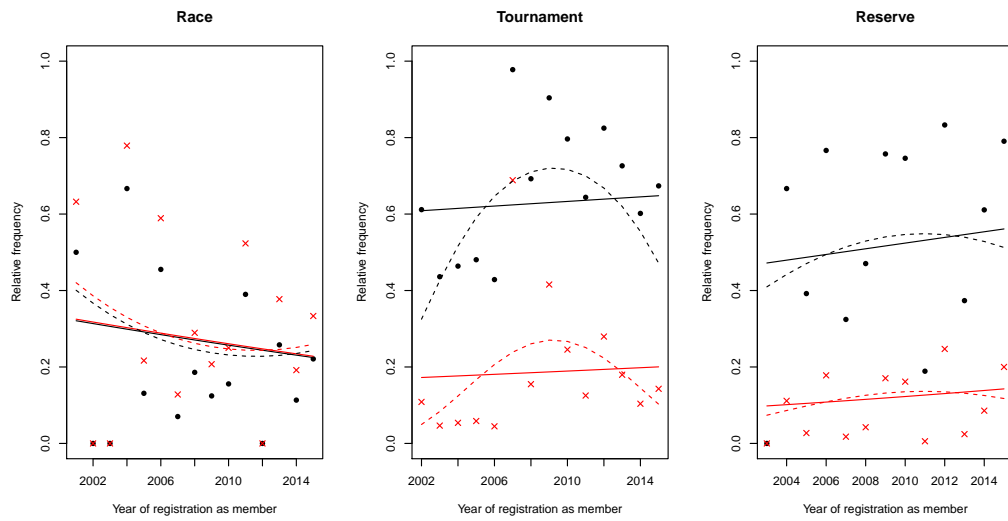 Race
Relative frequency
1.0
0.8
0.6
0.4
0.2
0.0
2002 2006 2010 2014
Year of registration as member
Tournament
Relative frequency
1.0
0.8
0.6
0.4
0.2
0.0
2002 2006 2010 2014
Year of registration as member
Reserve
Relative frequency
1.0
0.8
0.6
0.4
0.2
0.0
2004 2006 2008 2010 2012 2014
Year of registration as member